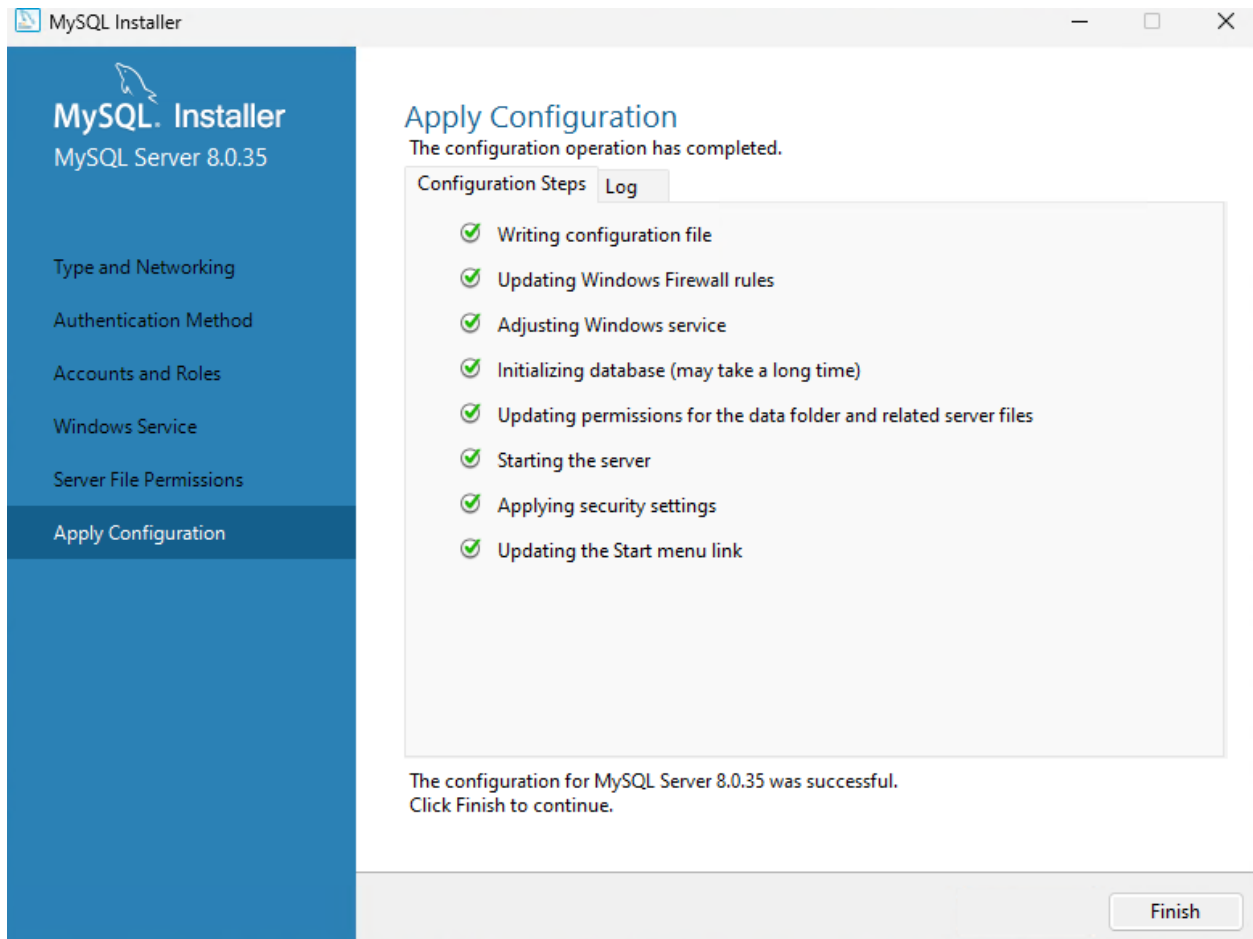 MySQL Installer
MySQL. Installer
MySQL Server 8.0.35
Type and Networking
Authentication Method
Accounts and Roles
Windows Service
Server File Permissions
Apply Configuration
Apply Configuration
The configuration operation has completed.
Configuration Steps
Log
Writing configuration file
Updating Windows Firewall rules
Adjusting Windows service
Initializing database (may take a long time)
Updating permissions for the data folder and related server files
Starting the server
Applying security settings
Updating the Start menu link
The configuration for MySQL Server 8.0.35 was successful.
Click Finish to continue.
Finish